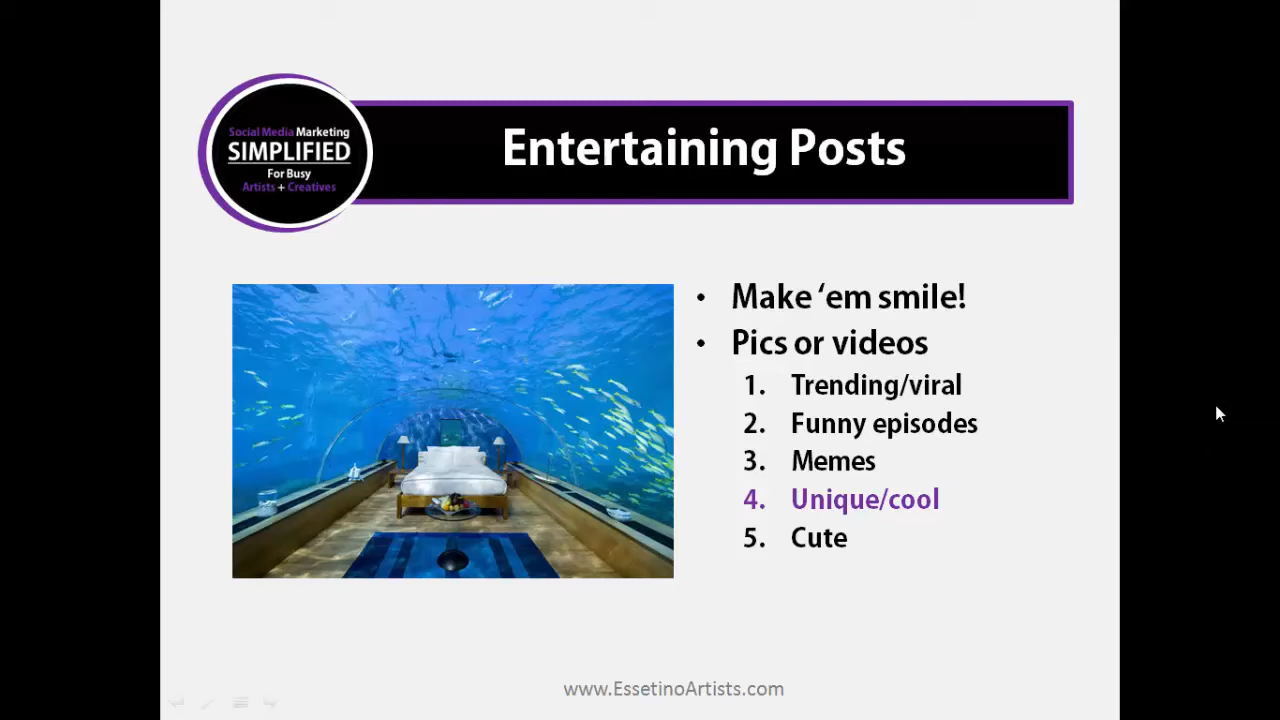 Social Media Marketing
SIMPLIFIED
For Busy
Artists + Creatives
Entertaining Posts
• Make ‘em smile!
• Pics or videos
1. Trending/viral
2. Funny episodes
3. Memes
4. Unique/cool
5. Cute
www.EssetinoArtists.com